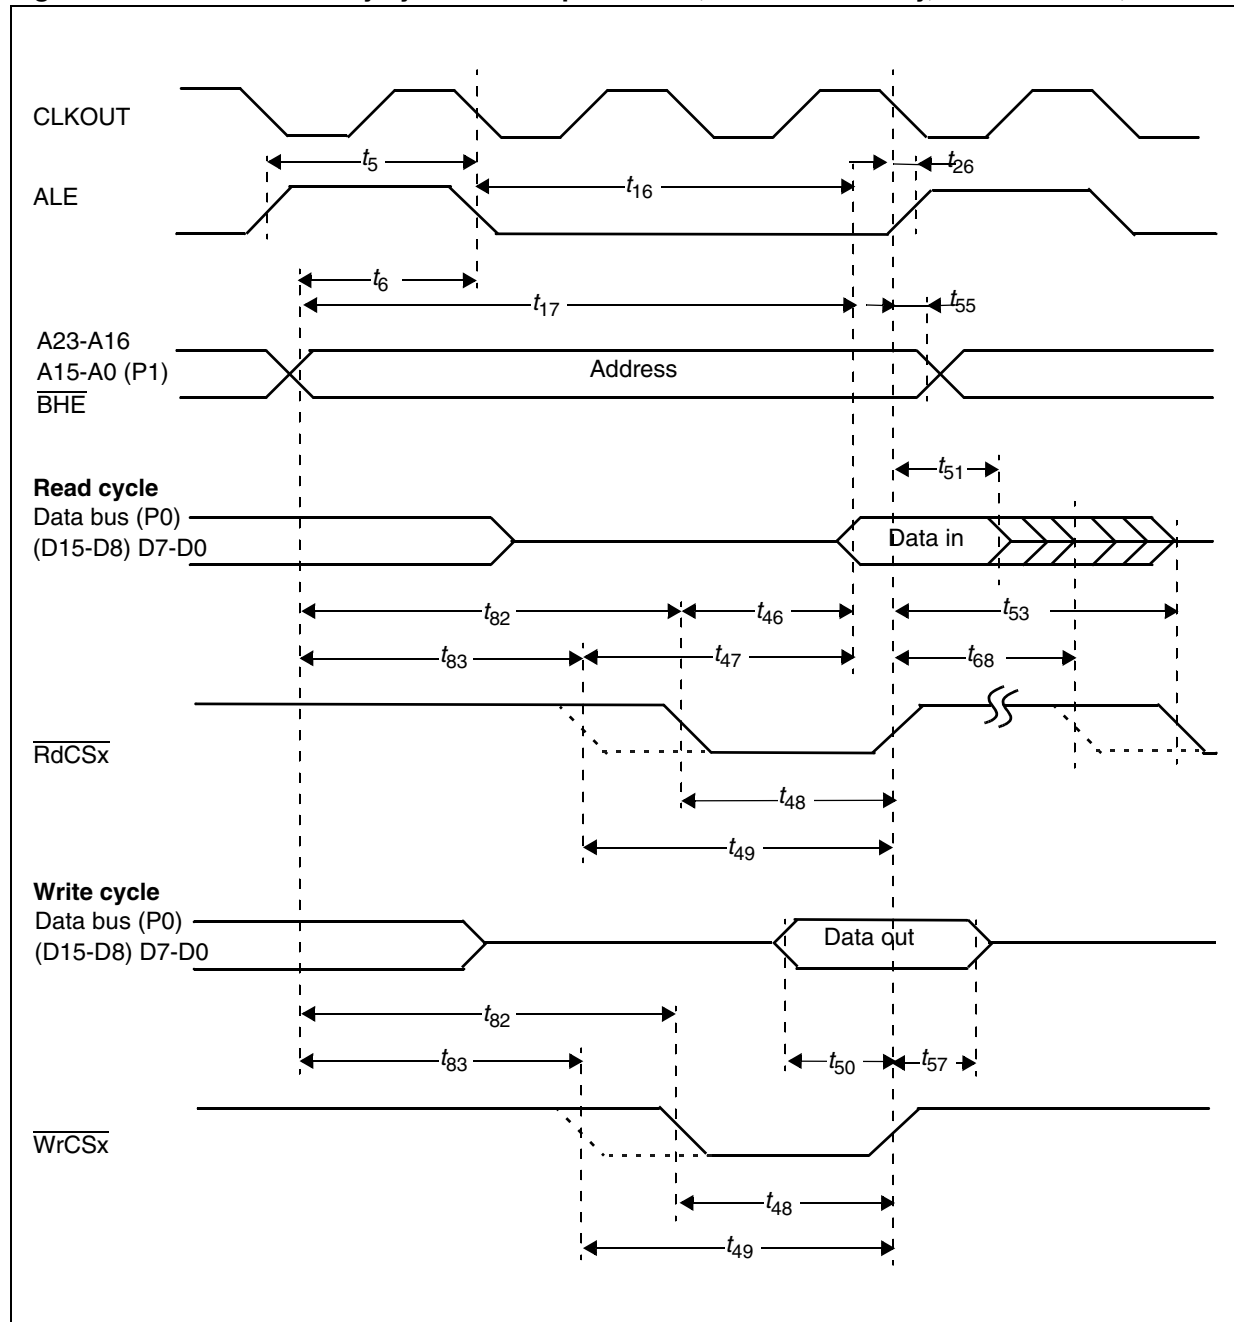 CLKOUT
t5
t26
ALE
t16
t6
t17
t55
A23-A16
A15-A0 (P1)
Address
BHE
t51
Read cycle
Data bus (P0)
(D15-D8) D7-D0
Data in
t82
t46
t53
t83
t47
t68
RdCSx
t48
t49
Write cycle
Data bus (P0)
(D15-D8) D7-D0
Data out
t82
t83
t50
t57
WrCSx
t48
t49